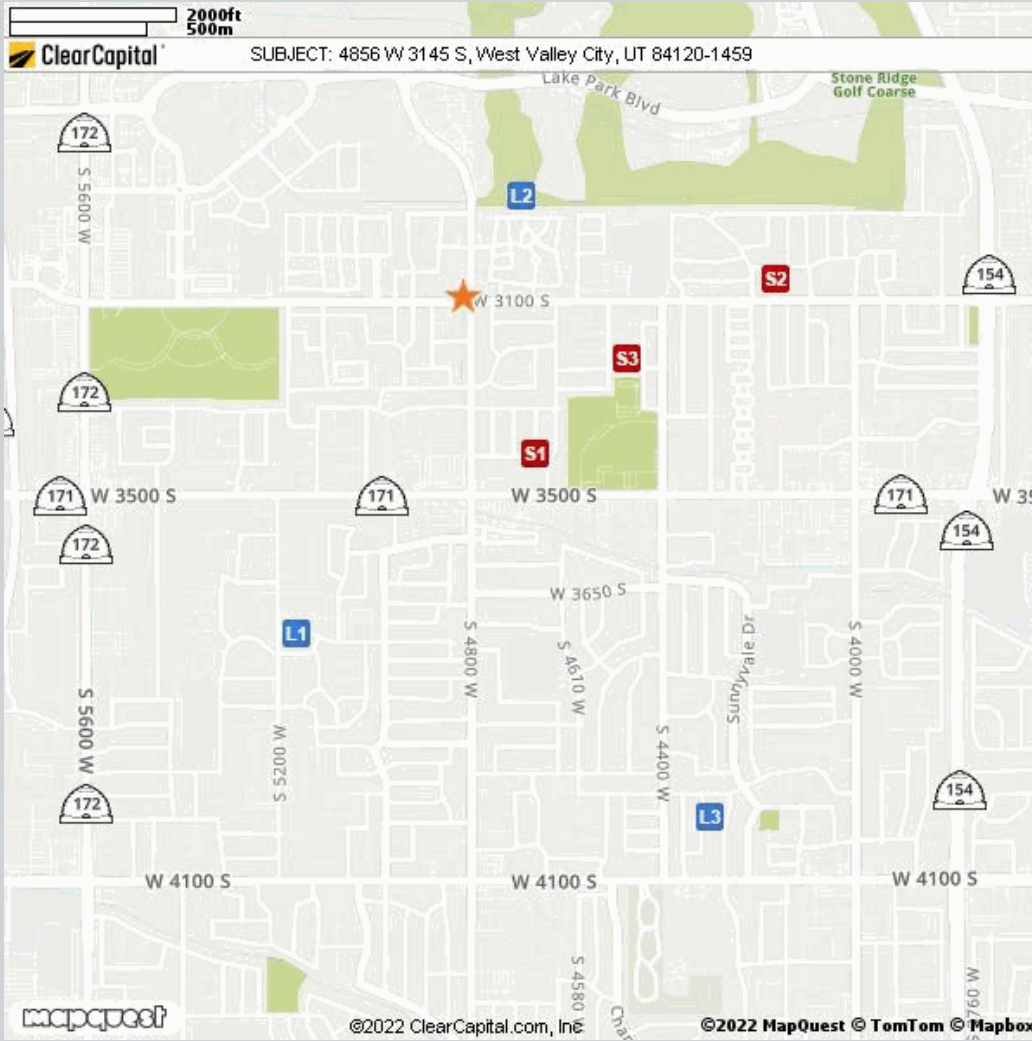 2000ft
500m
ClearCapital
SUBJECT: 4856 W 3145 S, West Valley City, UT 84120-1459
Lake Park Blvd
Stone Ridge
Golf Coarse
172
S 5600 W
L2
S2
154
W 3100 S
S3
172
S1
171
W 3500 S
171
W 3500 S
171
W 35
172
154
W 3650 S
L1
S 4800 W
S 4610 W
Sunnyvale Dr
S 4000 W
S 5600 W
S 5200 W
S 4400 W
172
154
L3
W 4100 S
W 4100 S
W 4100 S
S 4580 W
Char
S 3760 W
mapquest
©2022 ClearCapital.com, Inc
©2022 MapQuest © TomTom © Mapbox